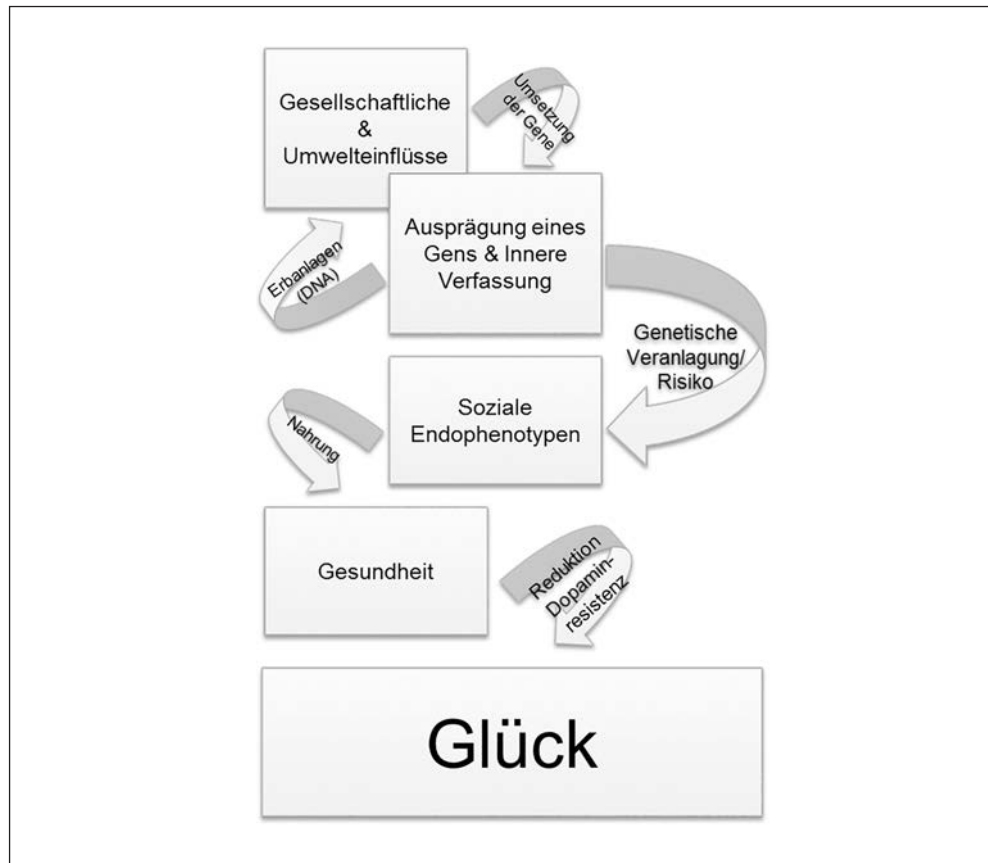 Gesellschaftliche
&
Umwelteinflüsse
Umsetzung
der Gene
Ausprägung eines
Gens & Innere
Verfassung
Erbanlagen
(DNA)
Genetische
Veranlagung/
Risiko
Soziale
Endophenotypen
Nahrung
Gesundheit
Reduktion
Dopamin-
resistenz
Glück